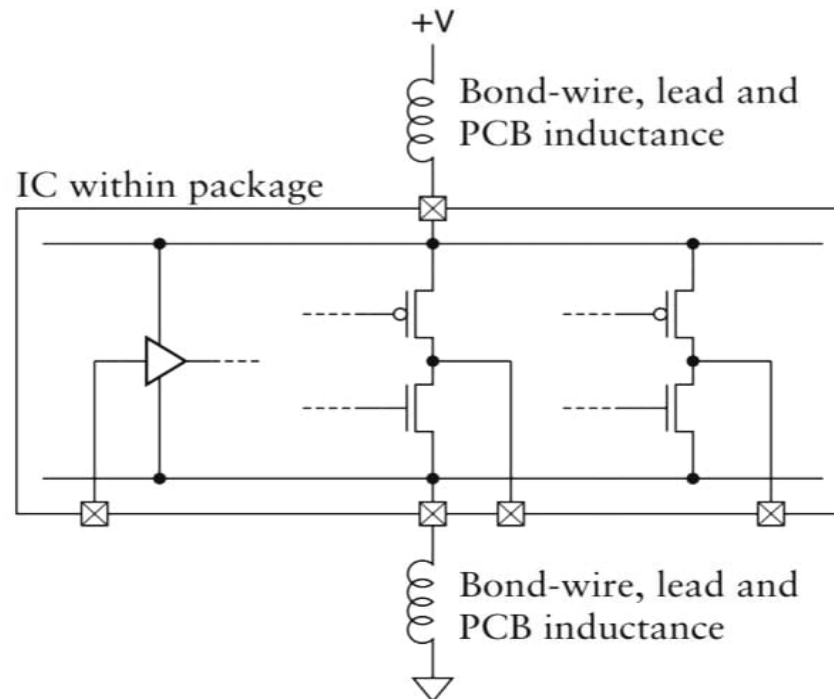 +V
Bond-wire, lead and
PCB inductance
IC within package
Bond-wire, lead and
PCB inductance